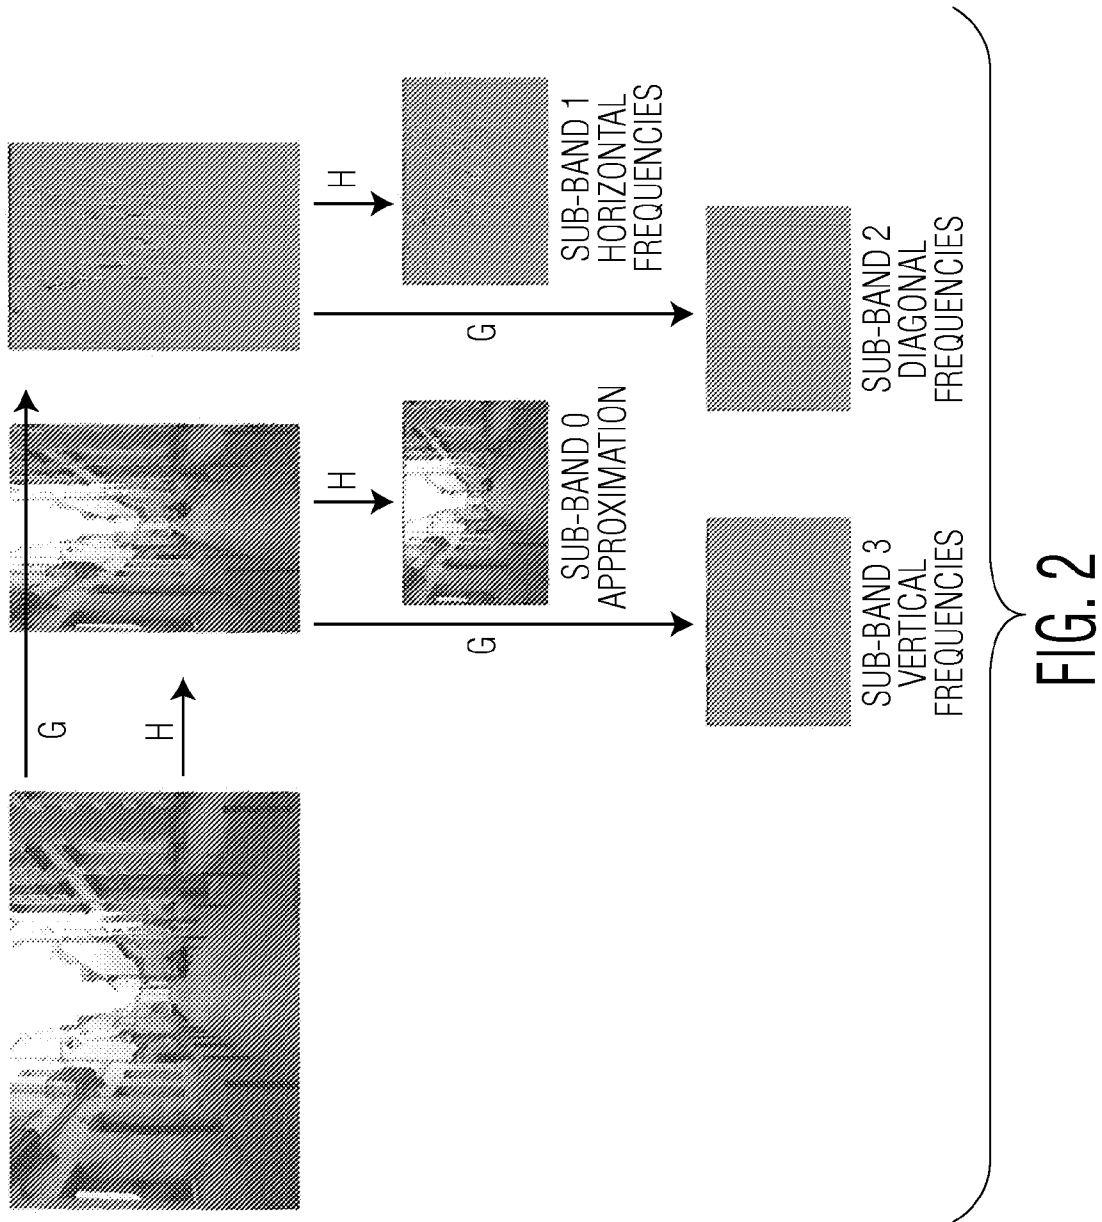 G
H
H
H
G
G
SUB-BAND 0
APPROXIMATION
SUB-BAND 1
HORIZONTAL
FREQUENCIES
SUB-BAND 3
VERTICAL
FREQUENCIES
SUB-BAND 2
DIAGONAL
FREQUENCIES
FIG. 2